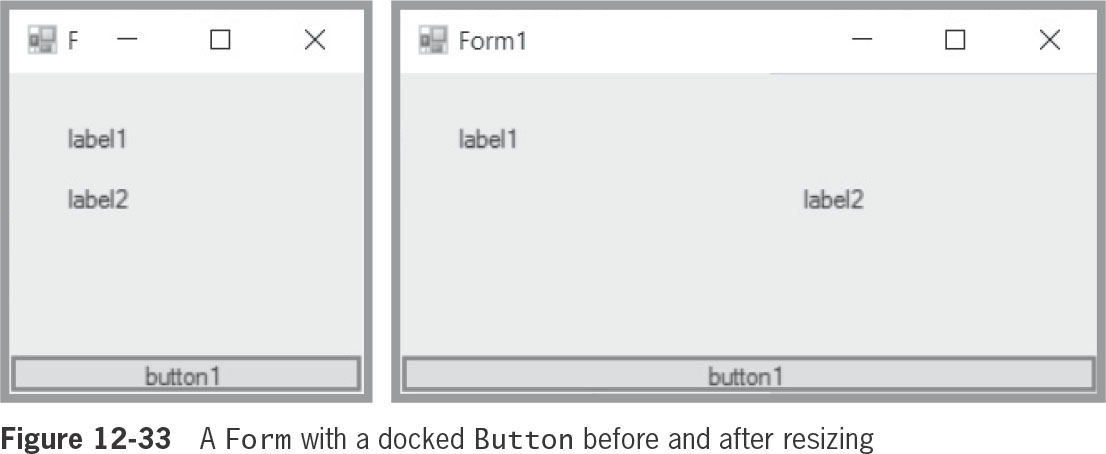 F
label1
label2
button1
Form1
label1
label2
button1
Figure 12-33 A Form with a docked Button before and after resizing